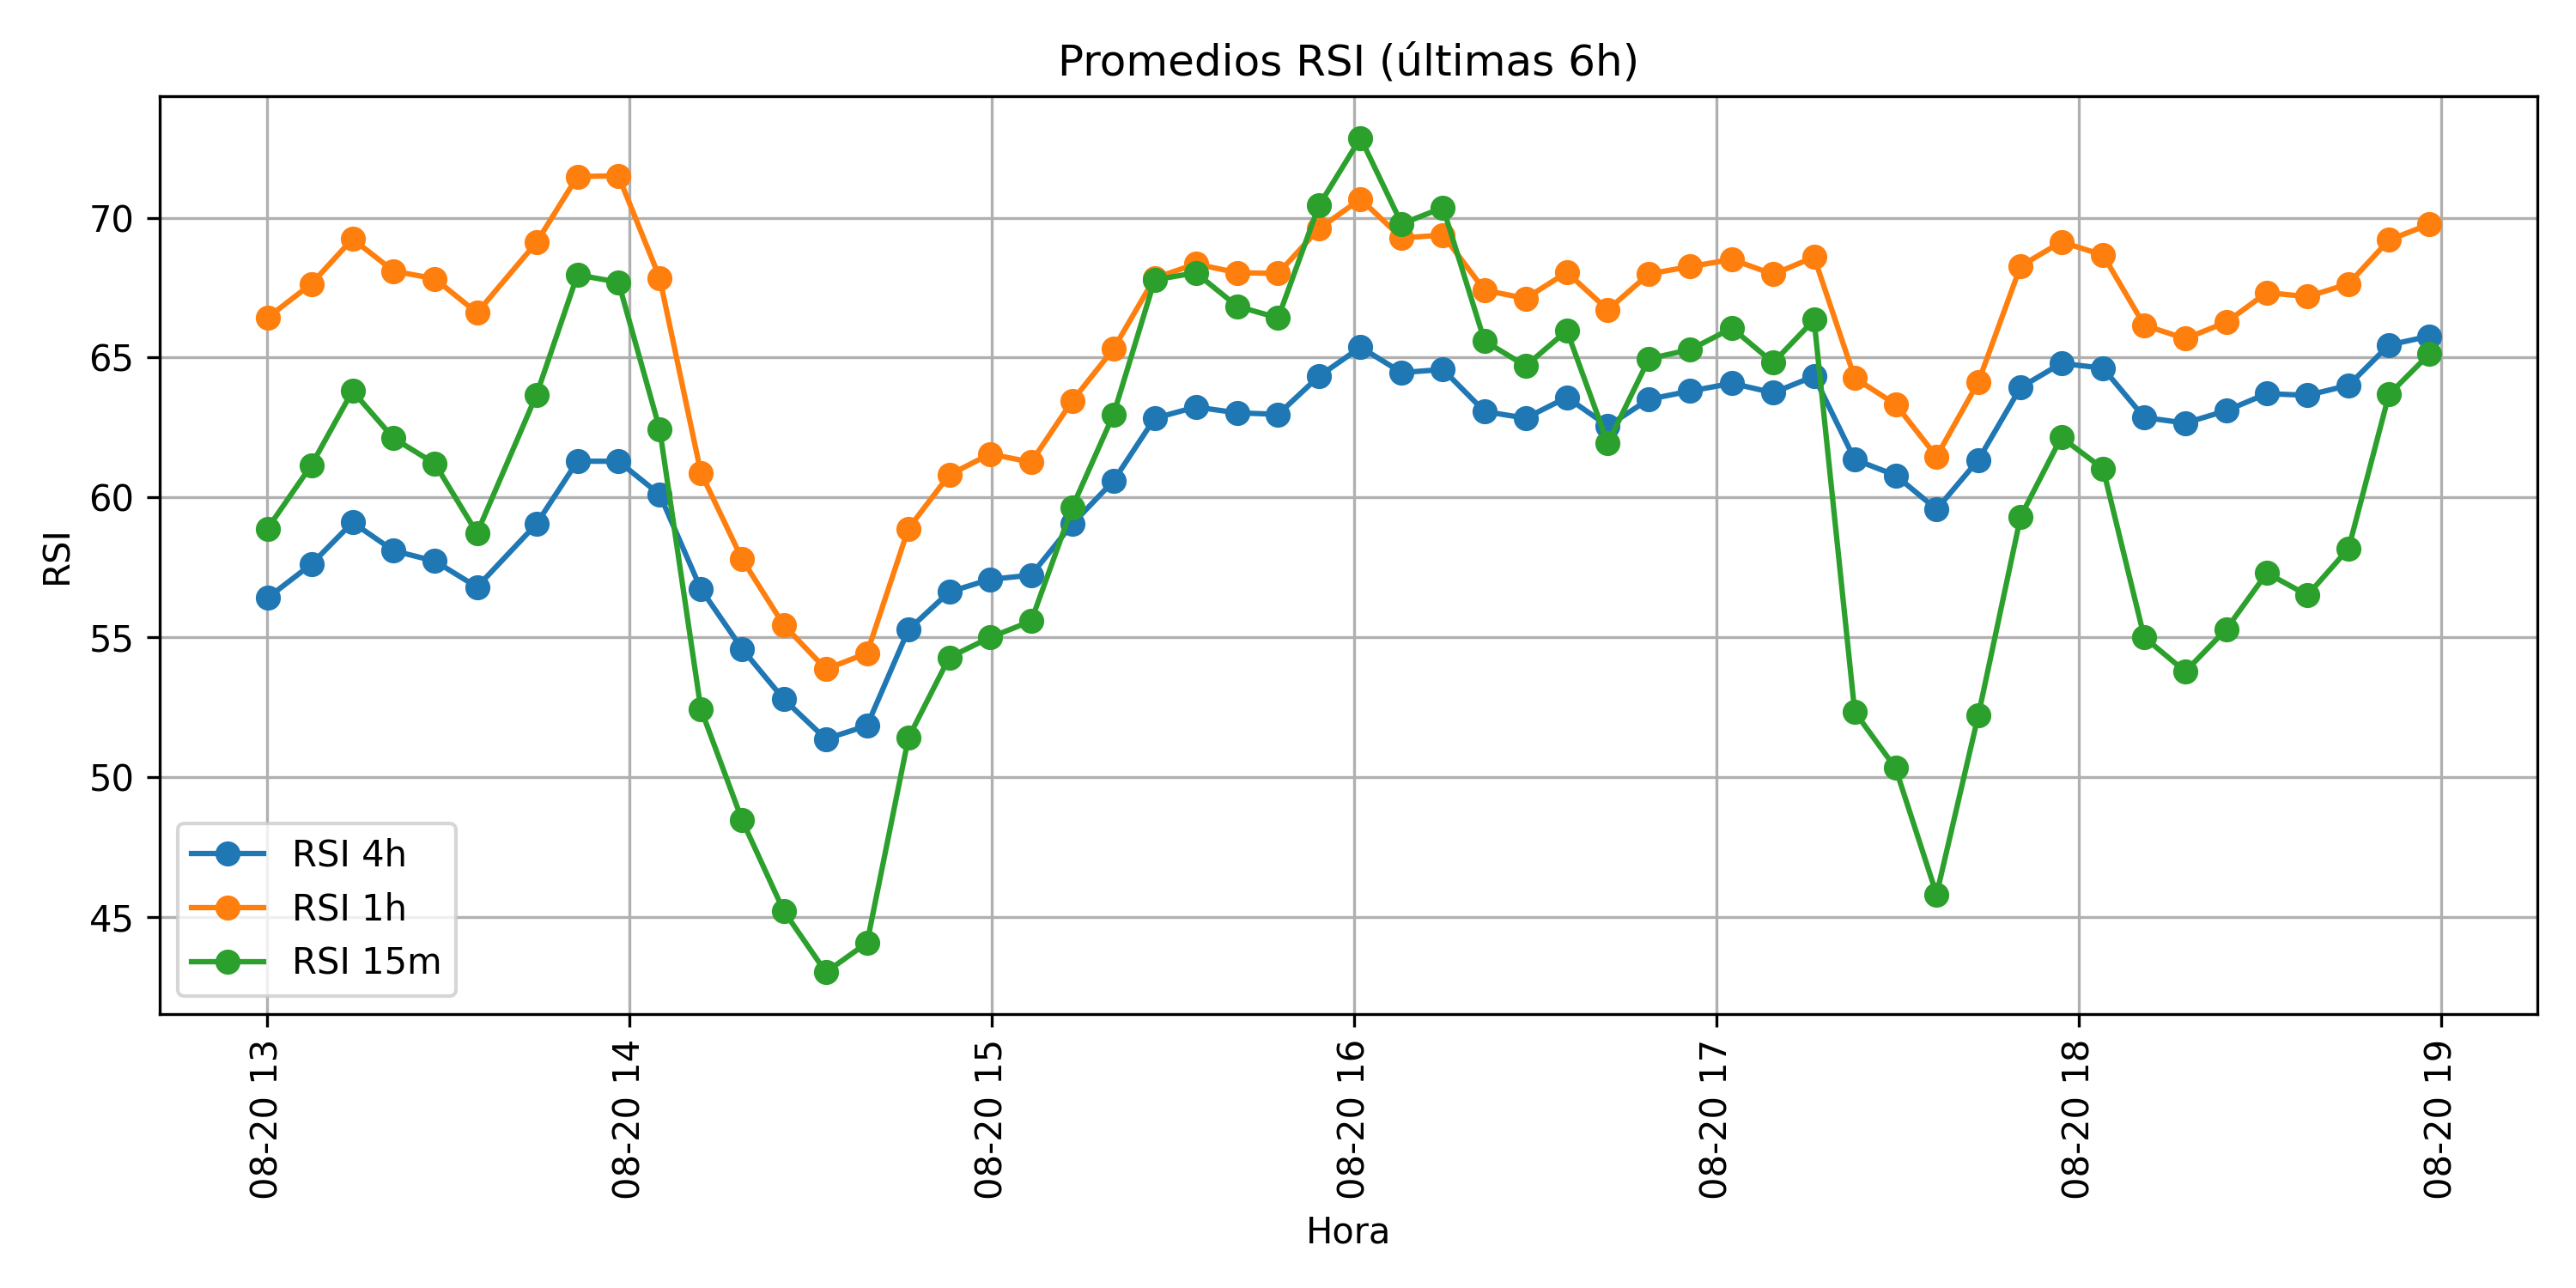 Promedios RSI (últimas 6h)
RSI
70
65
60
55
50
45
RSI 4h
RSI 1h
RSI 15m
08-20 13
08-20 14
08-20 15
08-20 16
08-20 17
08-20 18
08-20 19
Hora